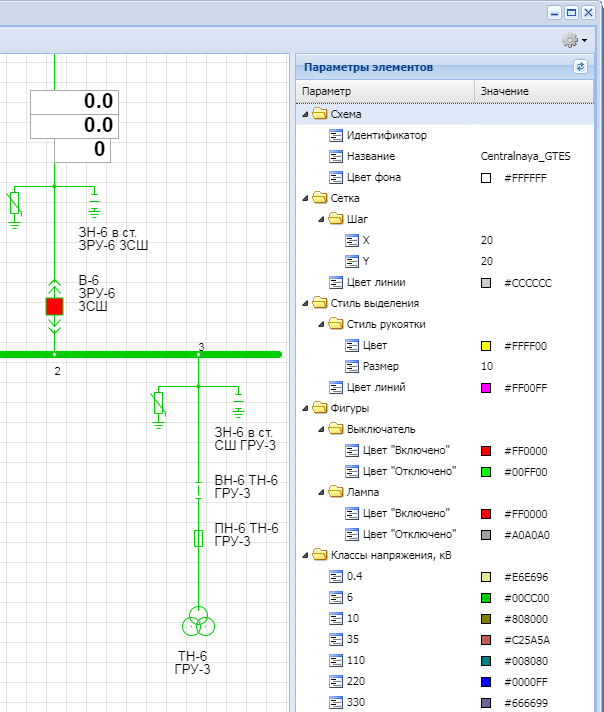 0.0
0.0
0
ЗН-6 в ст.
ЗРУ-6 3СШ
В-6
ЗРУ-6
3СШ
3
2
ЗН-6 в ст.
СШ ГРУ-3
ВН-6 ТН-6
ГРУ-3
ПН-6 ТН-6
ГРУ-3
ТН-6
ГРУ-3
Параметры элементов
Параметр Значение
Схема
Идентификатор
Название Centralnaya_GTES
Цвет фона #FFFFFF
Сетка
Шаг
X 20
Y 20
Цвет линии #CCCCCC
Стиль выделения
Стиль рукоятки
Цвет #FFFF00
Размер 10
Цвет линий #FF00FF
Фигуры
Выключатель
Цвет "Включено" #FF0000
Цвет "Отключено" #00FF00
Лампа
Цвет "Включено" #FF0000
Цвет "Отключено" #A0A0A0
Классы напряжения, кВ
0.4 #E6E696
6 #00CC00
10 #808000
35 #C25A5A
110 #008080
220 #0000FF
330 #666699